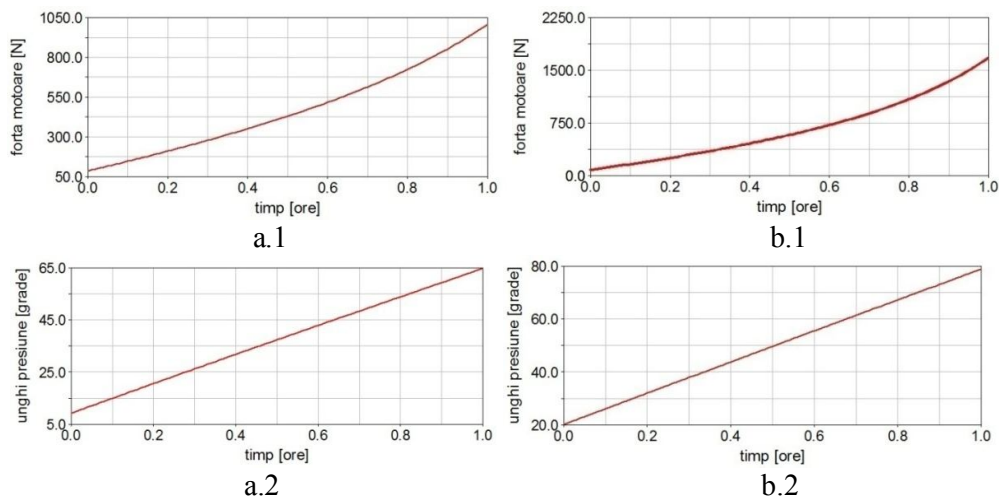 forta motoare [N]
1050.0
800.0
550.0
300.0
50.0
0.0 0.2 0.4 0.6 0.8 1.0
timp [ore]
a.1
forta motoare [N]
2250.0
1500.0
750.0
0.0
0.0 0.2 0.4 0.6 0.8 1.0
timp [ore]
b.1
unghi presiune [grade]
65.0
45.0
25.0
5.0
0.0 0.2 0.4 0.6 0.8 1.0
timp [ore]
a.2
unghi presiune [grade]
80.0
60.0
40.0
20.0
0.0 0.2 0.4 0.6 0.8 1.0
timp [ore]
b.2